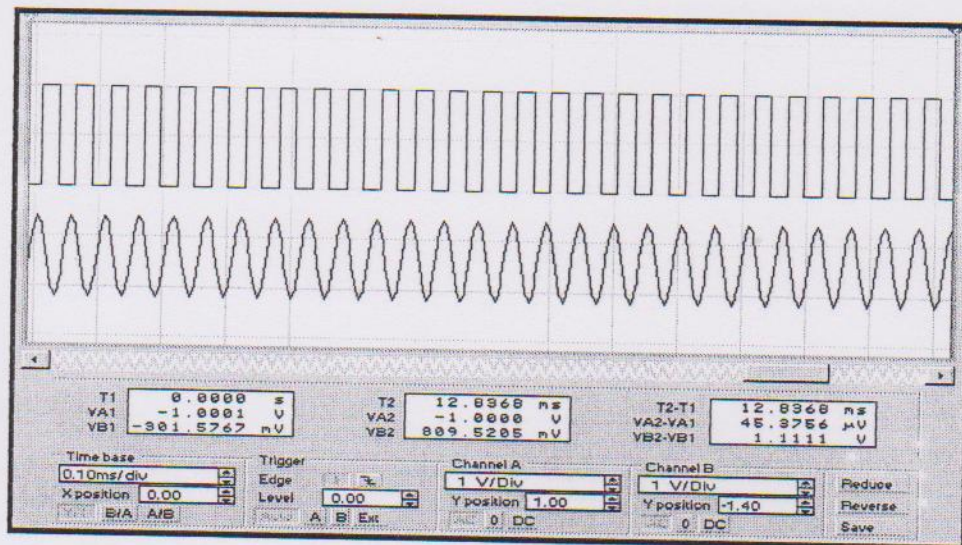 T1 0.0000 s
VA1 -1.0001 V
VB1 -301.5767 mV
T2 12.8368 ms
VA2 -1.0000 V
VB2 809.5205 mV
T2-T1 12.8368 ms
VA2-VA1 45.3756 µV
VB2-VB1 1.1111 V
Time base
0.10ms/div
X position 0.00
Y/T B/A A/B
Trigger
Edge
Level 0.00
Auto A B Ext
Channel A
1 V/Div
Y position 1.00
AC 0 DC
Channel B
1 V/Div
Y position -1.40
AC 0 DC
Reduce
Reverse
Save